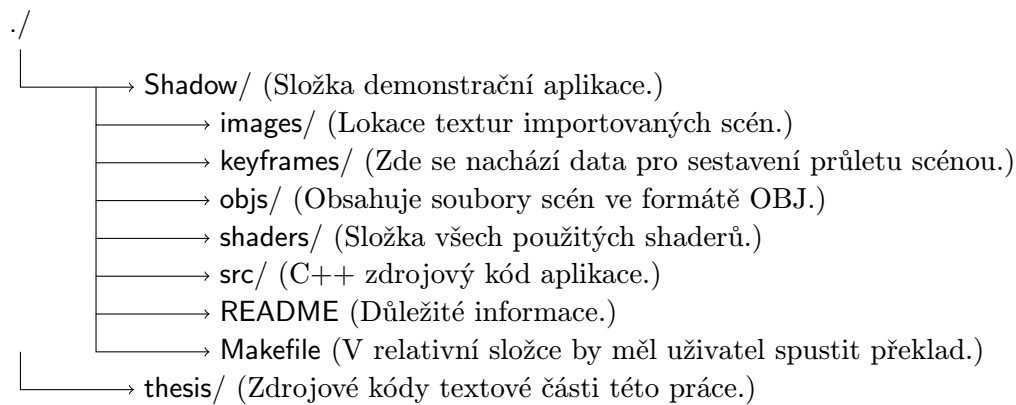 ./
Shadow/ (Složka demonstrační aplikace.)
images/ (Lokace textur importovaných scén.)
keyframes/ (Zde se nachází data pro sestavení průletu scénou.)
objs/ (Obsahuje soubory scén ve formátě OBJ.)
shaders/ (Složka všech použitých shaderů.)
src/ (C++ zdrojový kód aplikace.)
README (Důležité informace.)
Makefile (V relativní složce by měl uživatel spustit překlad.)
thesis/ (Zdrojové kódy textové části této práce.)